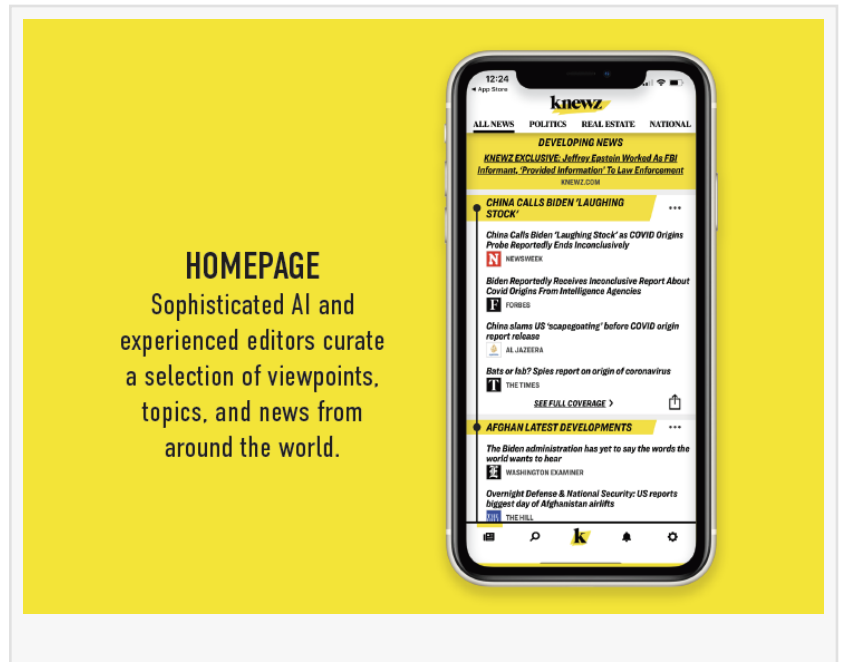 HOMEPAGE
Sophisticated AI and
experienced editors curate
a selection of viewpoints,
topics, and news from
around the world.
12:24
App Store
knewz
ALL NEWS POLITICS REAL ESTATE NATIONAL
DEVELOPING NEWS
KNEWZ EXCLUSIVE: Jeffrey Epstein Worked As FBI
Informant, 'Provided Information' To Law Enforcement
KNEWZ.COM
CHINA CALLS BIDEN 'LAUGHING
STOCK'
China Calls Biden 'Laughing Stock' as COVID Origins
Probe Reportedly Ends Inconclusively
N NEWSWEEK
Biden Reportedly Receives Inconclusive Report About
Covid Origins From Intelligence Agencies
F FORBES
China slams US 'scapegoating' before COVID origin
report release
AL JAZEERA
Bats or lab? Spies report on origin of coronavirus
T THE TIMES
SEE FULL COVERAGE >
AFGHAN LATEST DEVELOPMENTS
The Biden administration has yet to say the words the
world wants to hear
E WASHINGTON EXAMINER
Overnight Defense & National Security: US reports
biggest day of Afghanistan airlifts
THE HILL
k